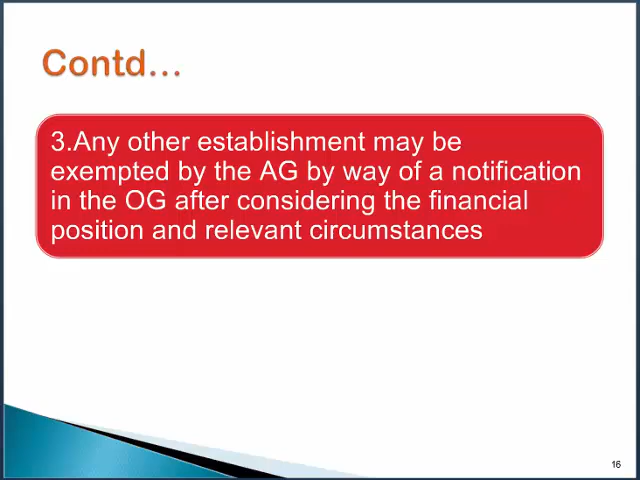 Contd...
3.Any other establishment may be
exempted by the AG by way of a notification
in the OG after considering the financial
position and relevant circumstances
16